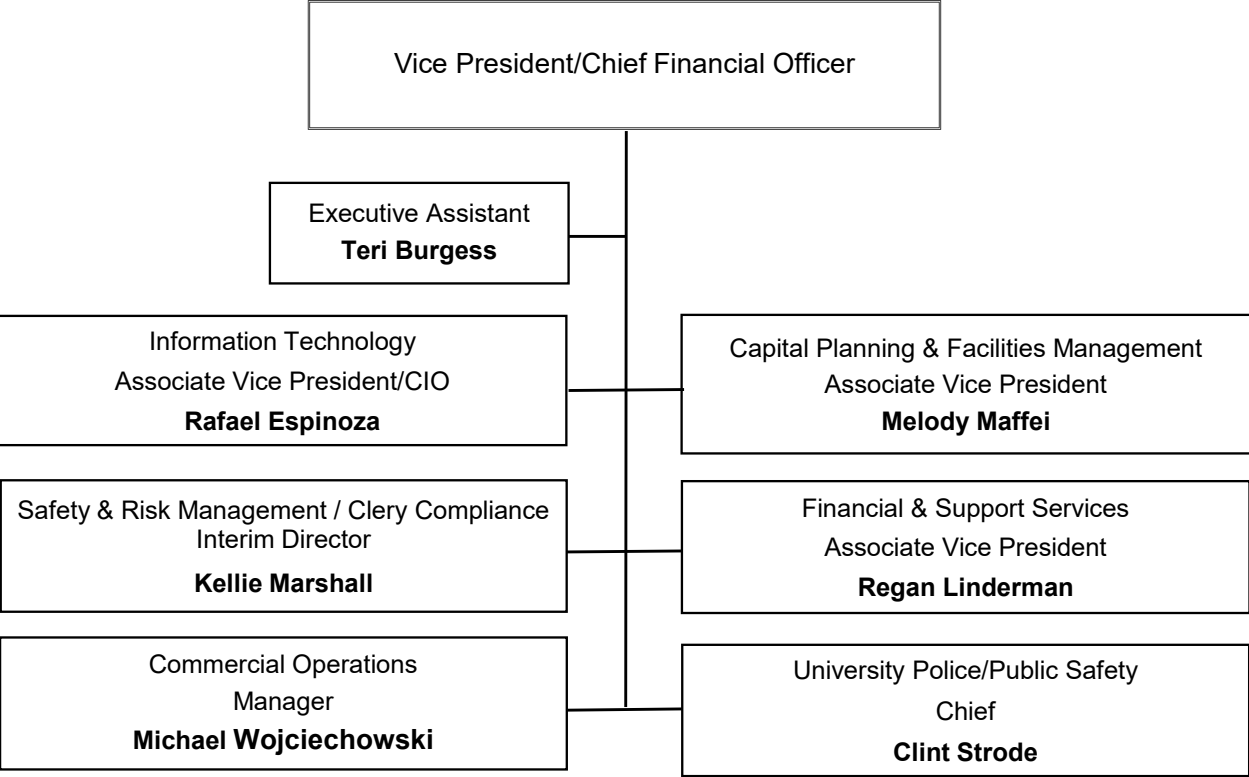 Vice President/Chief Financial Officer
Executive Assistant
Teri Burgess
Information Technology
Associate Vice President/CIO
Rafael Espinoza
Capital Planning & Facilities Management
Associate Vice President
Melody Maffei
Safety & Risk Management / Clery Compliance
Interim Director
Kellie Marshall
Financial & Support Services
Associate Vice President
Regan Linderman
Commercial Operations
Manager
Michael Wojciechowski
University Police/Public Safety
Chief
Clint Strode